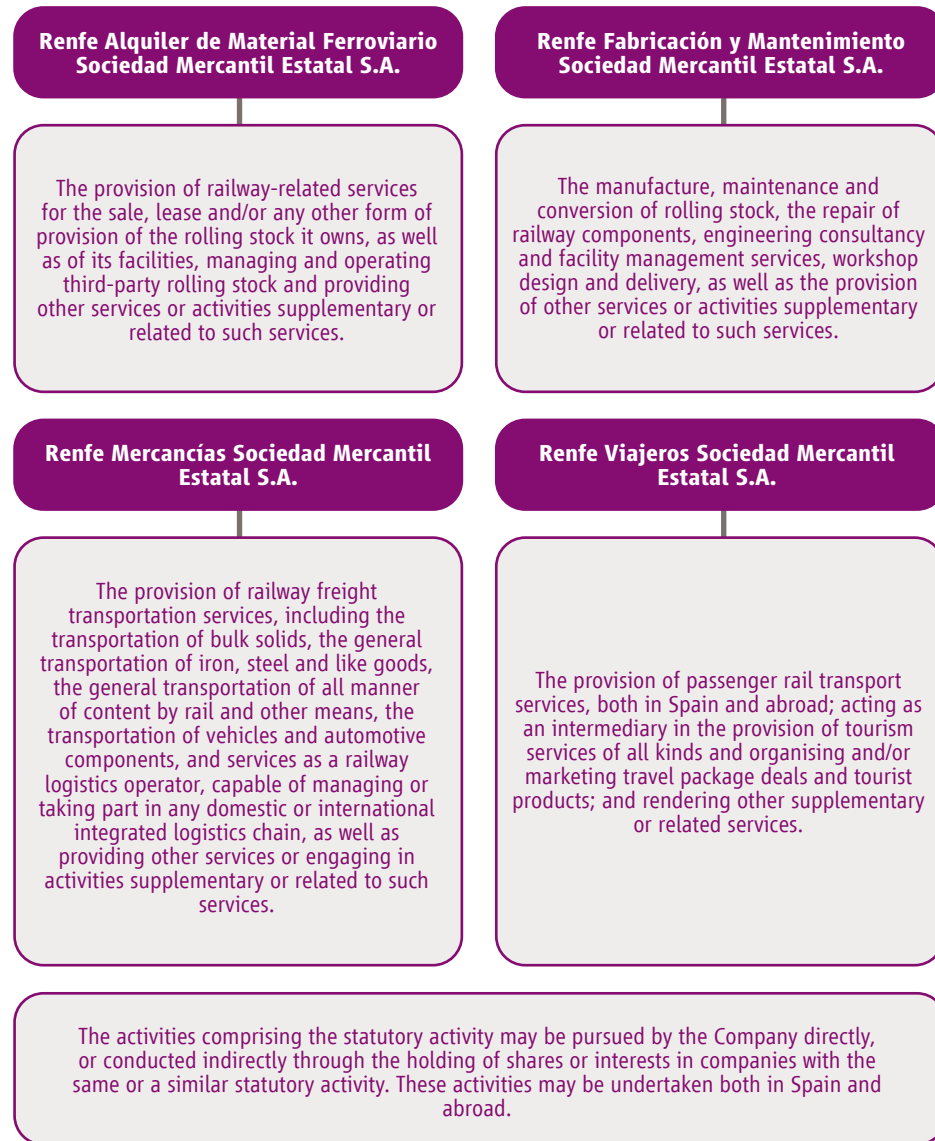 Renfe Alquiler de Material Ferroviario
Sociedad Mercantil Estatal S.A.
The provision of railway-related services
for the sale, lease and/or any other form of
provision of the rolling stock it owns, as well
as of its facilities, managing and operating
third-party rolling stock and providing
other services or activities supplementary or
related to such services.
Renfe Fabricación y Mantenimiento
Sociedad Mercantil Estatal S.A.
The manufacture, maintenance and
conversion of rolling stock, the repair of
railway components, engineering consultancy
and facility management services, workshop
design and delivery, as well as the provision
of other services or activities supplementary
or related to such services.
Renfe Mercancías Sociedad Mercantil
Estatal S.A.
The provision of railway freight
transportation services, including the
transportation of bulk solids, the general
transportation of iron, steel and like goods,
the general transportation of all manner
of content by rail and other means, the
transportation of vehicles and automotive
components, and services as a railway
logistics operator, capable of managing or
taking part in any domestic or international
integrated logistics chain, as well as
providing other services or engaging in
activities supplementary or related to such
services.
Renfe Viajeros Sociedad Mercantil
Estatal S.A.
The provision of passenger rail transport
services, both in Spain and abroad; acting as
an intermediary in the provision of tourism
services of all kinds and organising and/or
marketing travel package deals and tourist
products; and rendering other supplementary
or related services.
The activities comprising the statutory activity may be pursued by the Company directly,
or conducted indirectly through the holding of shares or interests in companies with the
same or a similar statutory activity. These activities may be undertaken both in Spain and
abroad.